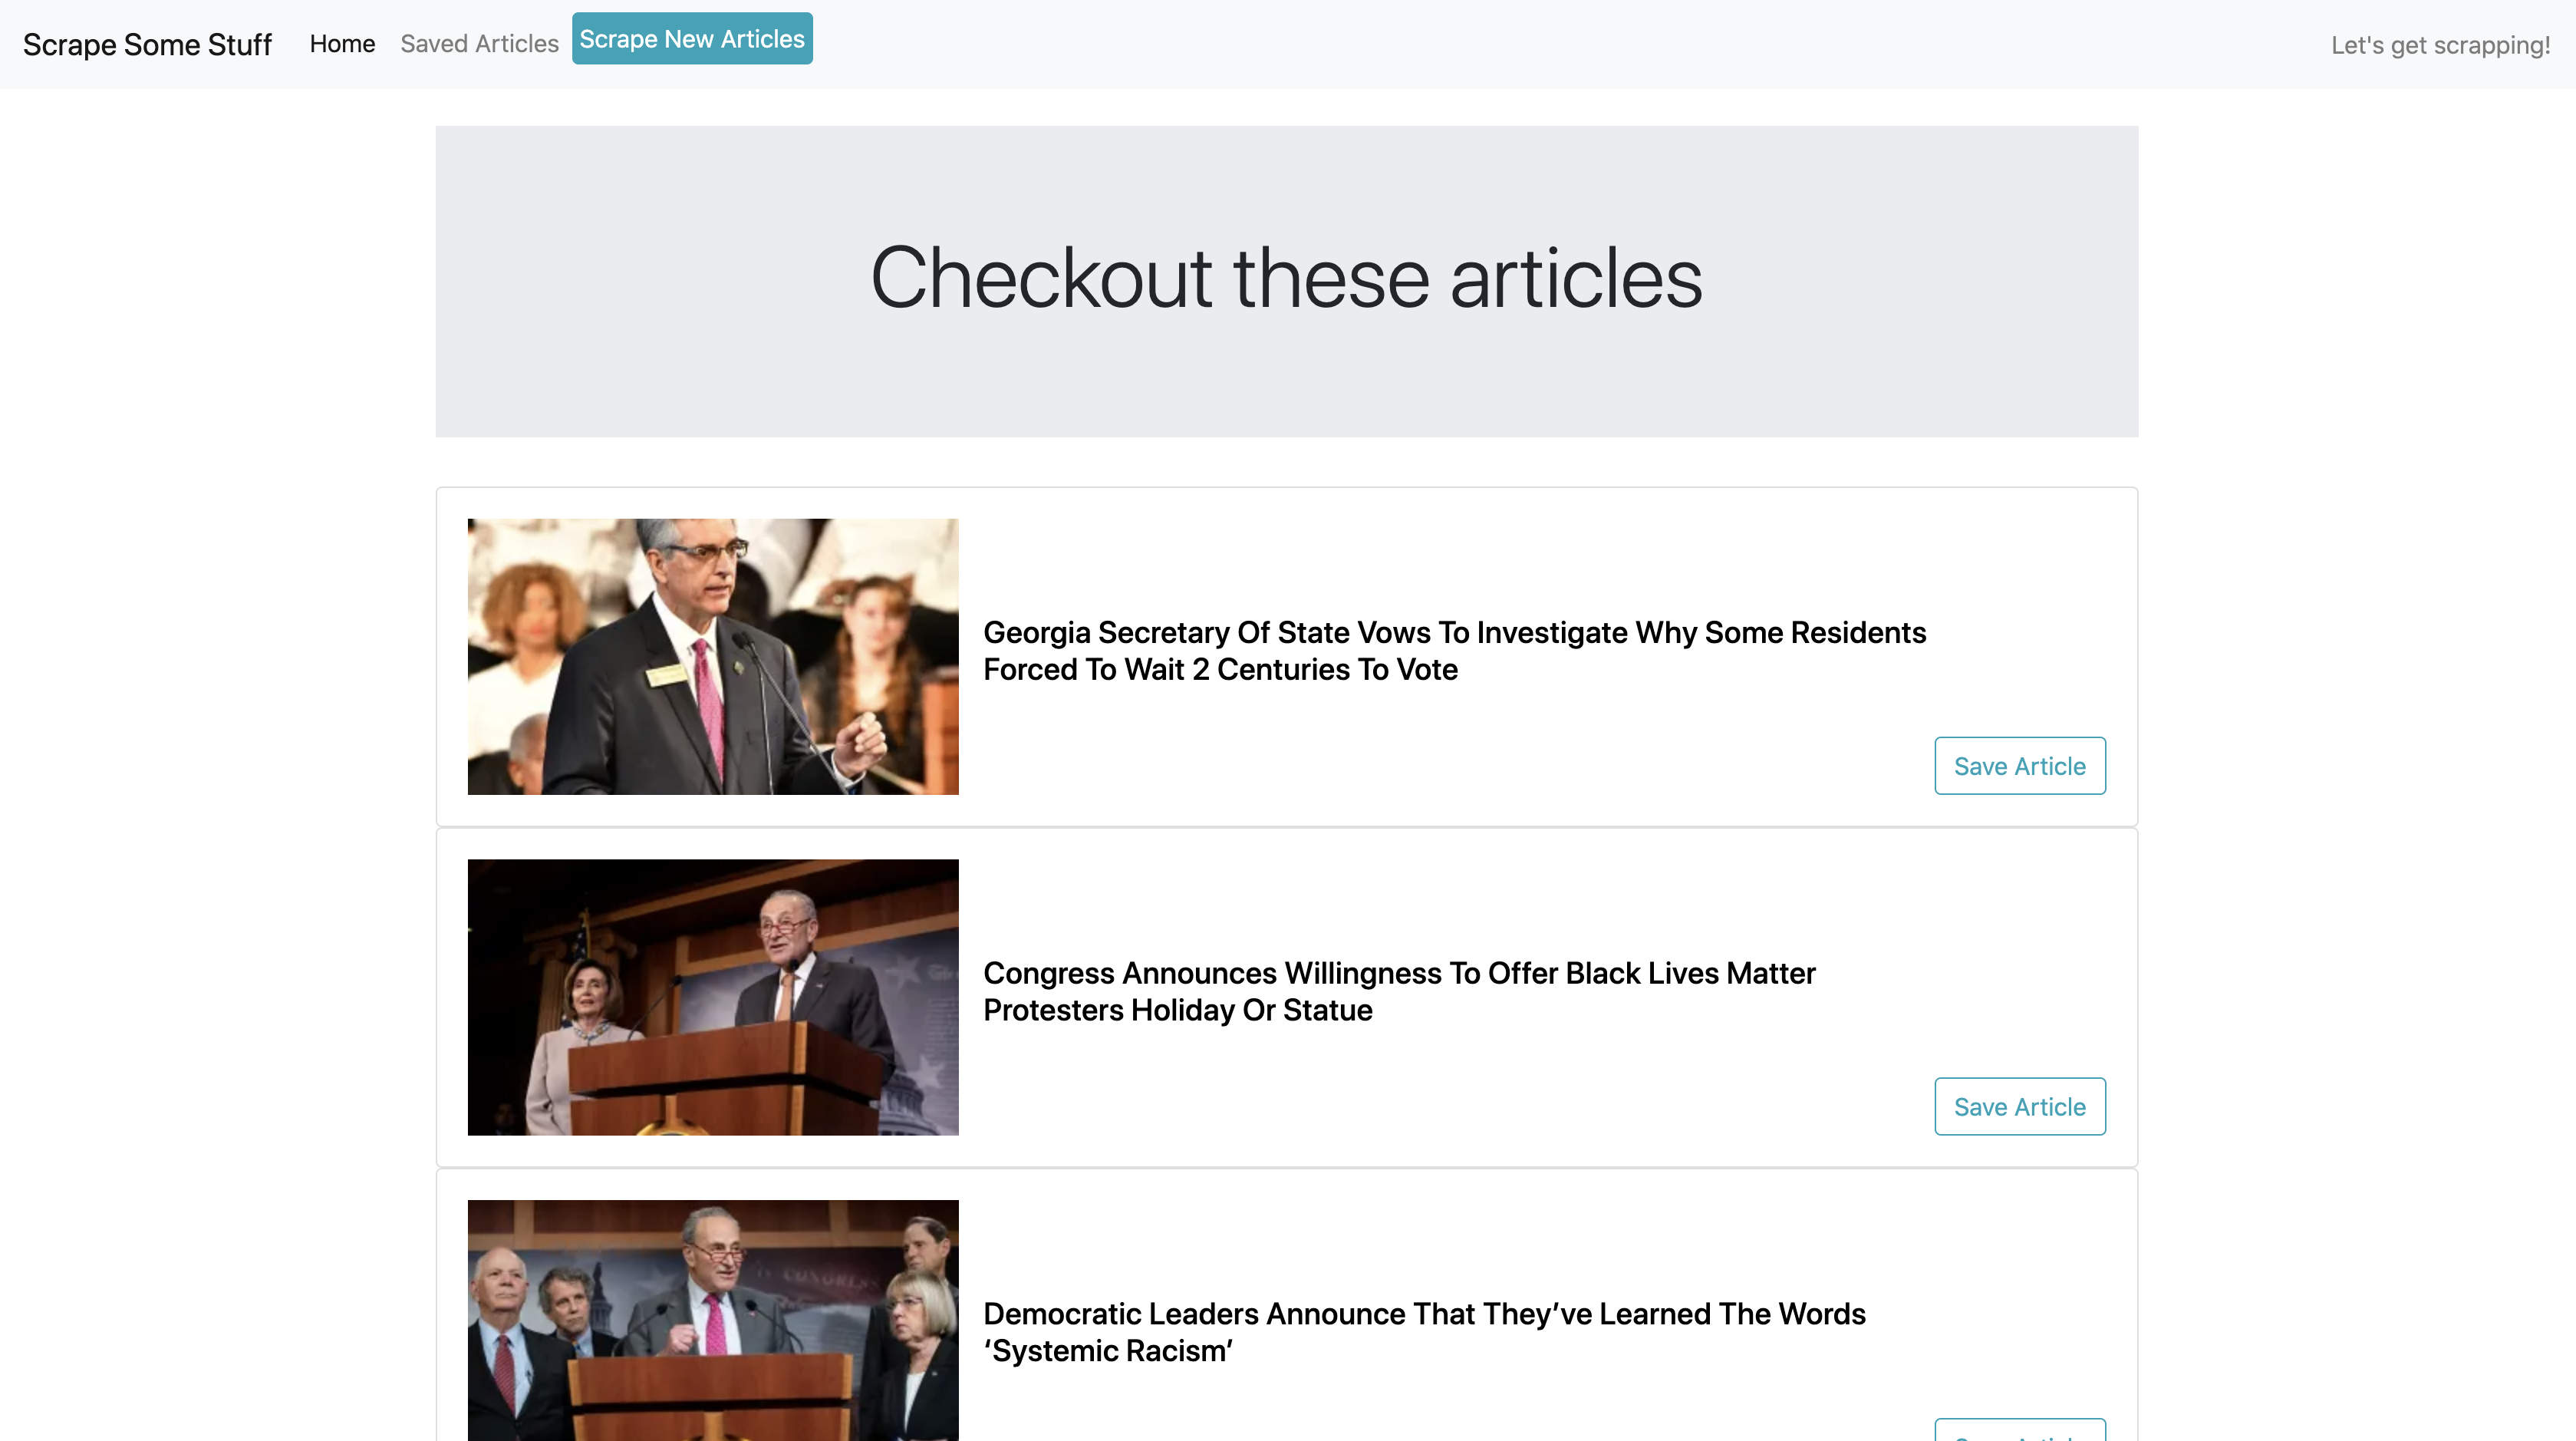 Scrape Some Stuff Home Saved Articles Scrape New Articles Let's get scrapping!
Checkout these articles
Georgia Secretary Of State Vows To Investigate Why Some Residents
Forced To Wait 2 Centuries To Vote
Save Article
Congress Announces Willingness To Offer Black Lives Matter
Protesters Holiday Or Statue
Save Article
CONGRESS
Democratic Leaders Announce That They’ve Learned The Words
‘Systemic Racism’